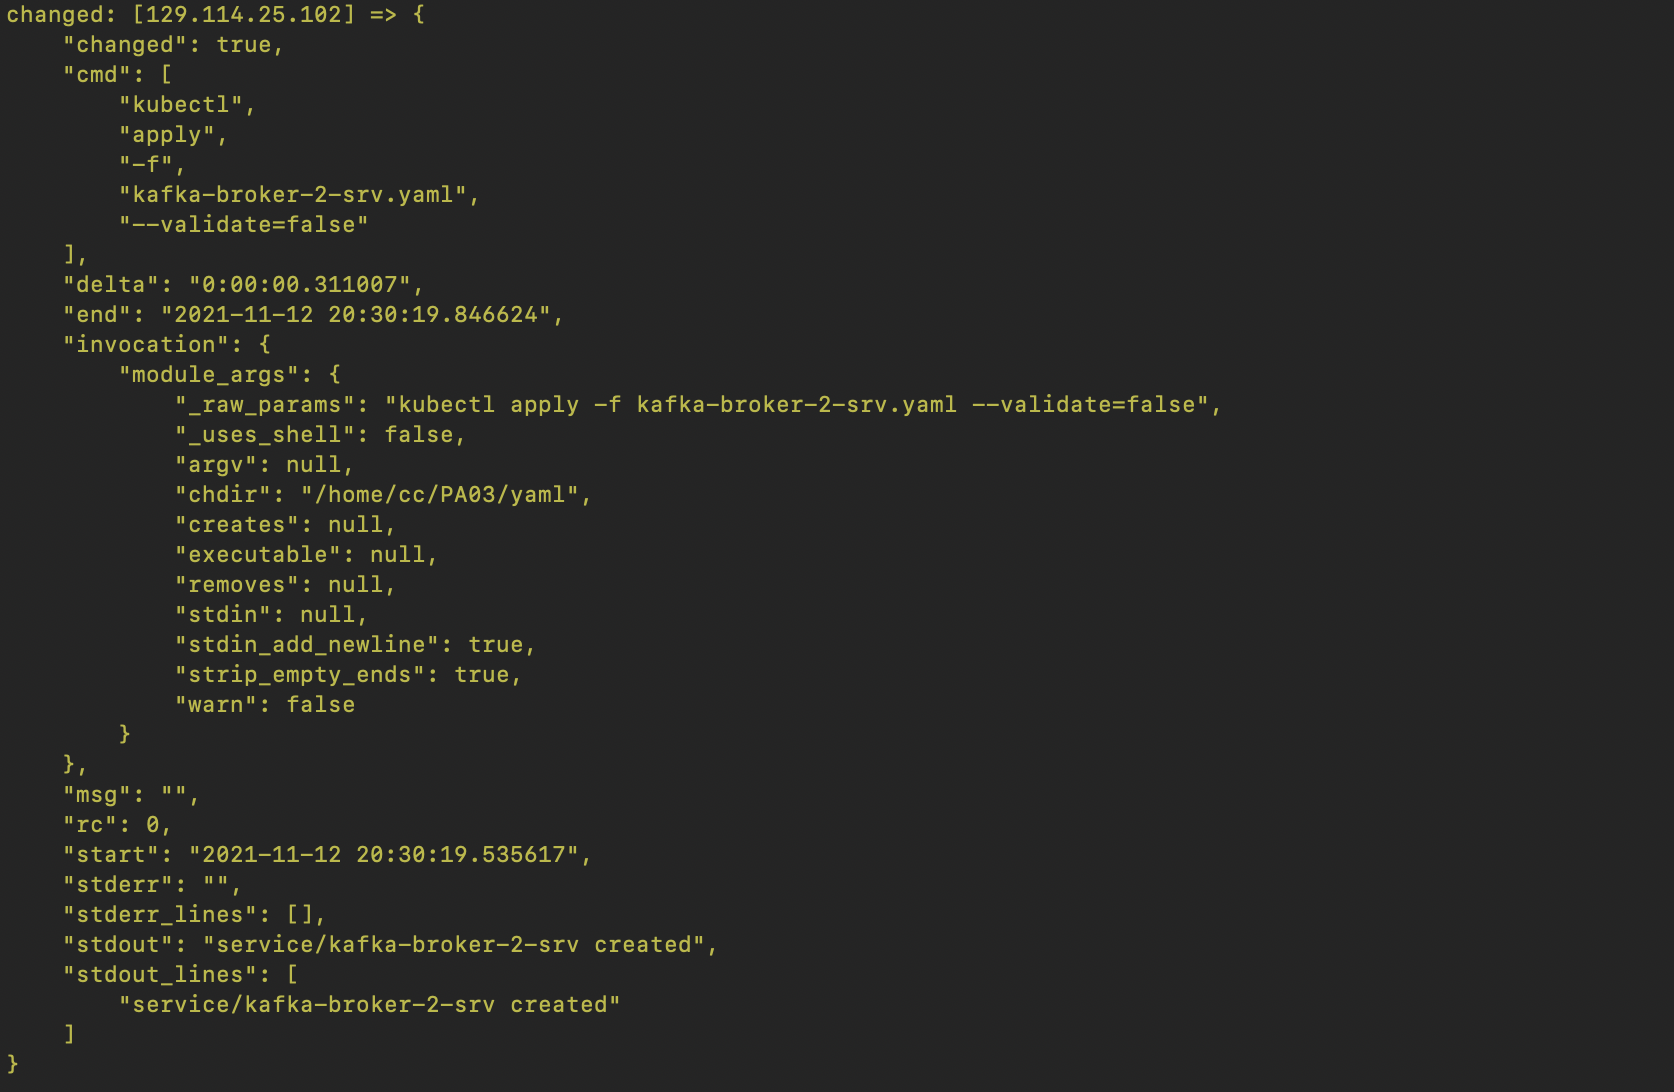 changed: [129.114.25.102] => {
    "changed": true,
    "cmd": [
        "kubectl",
        "apply",
        "-f",
        "kafka-broker-2-srv.yaml",
        "--validate=false"
    ],
    "delta": "0:00:00.311007",
    "end": "2021-11-12 20:30:19.846624",
    "invocation": {
        "module_args": {
            "_raw_params": "kubectl apply -f kafka-broker-2-srv.yaml --validate=false",
            "_uses_shell": false,
            "argv": null,
            "chdir": "/home/cc/PA03/yaml",
            "creates": null,
            "executable": null,
            "removes": null,
            "stdin": null,
            "stdin_add_newline": true,
            "strip_empty_ends": true,
            "warn": false
        }
    },
    "msg": "",
    "rc": 0,
    "start": "2021-11-12 20:30:19.535617",
    "stderr": "",
    "stderr_lines": [],
    "stdout": "service/kafka-broker-2-srv created",
    "stdout_lines": [
        "service/kafka-broker-2-srv created"
    ]
}